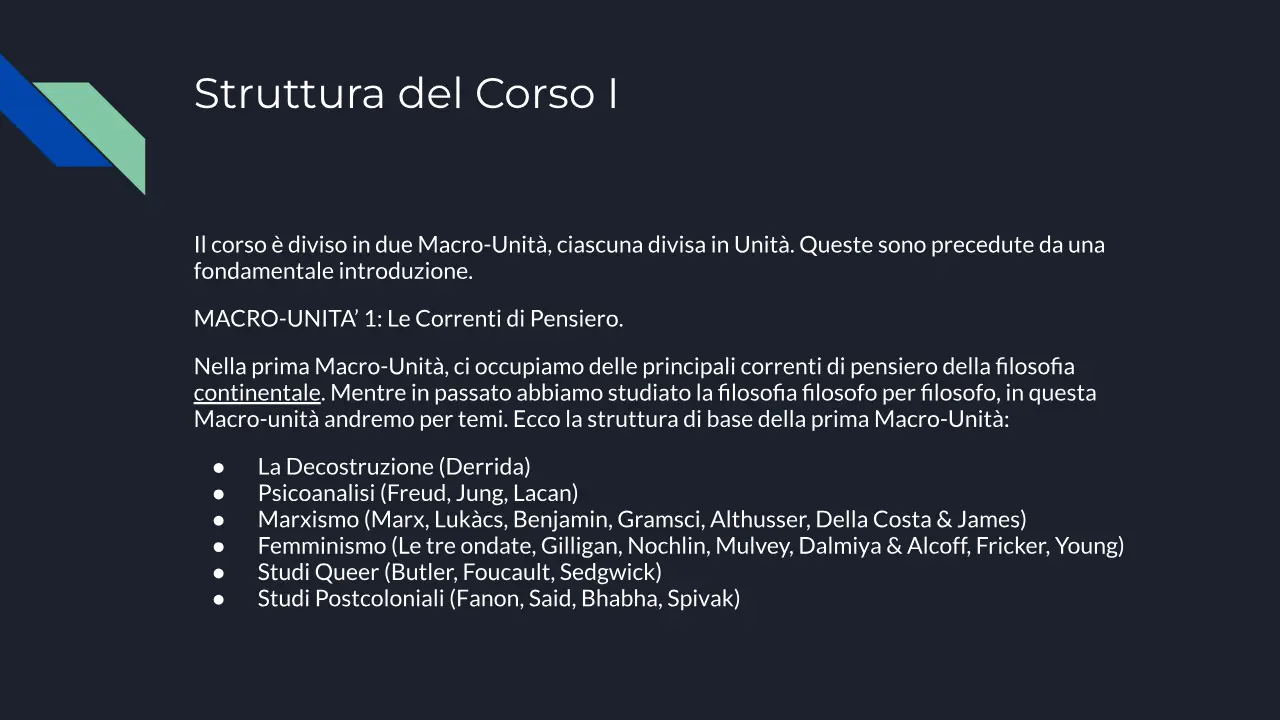 Struttura del Corso I
Il corso è diviso in due Macro-Unità, ciascuna divisa in Unità. Queste sono precedute da una
fondamentale introduzione.
MACRO-UNITA’ 1: Le Correnti di Pensiero.
Nella prima Macro-Unità, ci occupiamo delle principali correnti di pensiero della filosofia
continentale. Mentre in passato abbiamo studiato la filosofia filosofo per filosofo, in questa
Macro-unità andremo per temi. Ecco la struttura di base della prima Macro-Unità:
● La Decostruzione (Derrida)
● Psicoanalisi (Freud, Jung, Lacan)
● Marxismo (Marx, Lukàcs, Benjamin, Gramsci, Althusser, Della Costa & James)
● Femminismo (Le tre ondate, Gilligan, Nochlin, Mulvey, Dalmiya & Alcoff, Fricker, Young)
● Studi Queer (Butler, Foucault, Sedgwick)
● Studi Postcoloniali (Fanon, Said, Bhabha, Spivak)